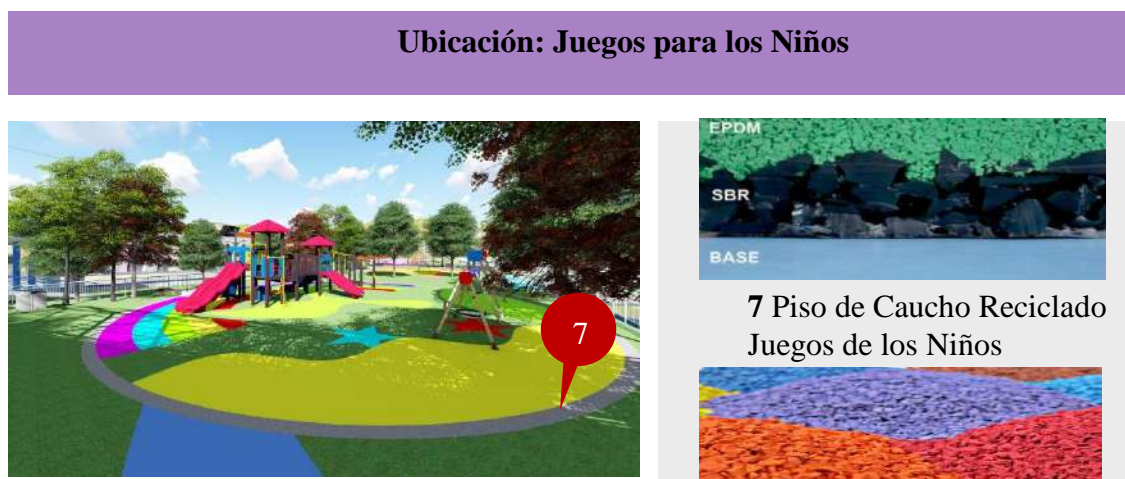 Ubicación: Juegos para los Niños
7
EPDM
SBR
BASE
7 Piso de Caucho Reciclado
Juegos de los Niños